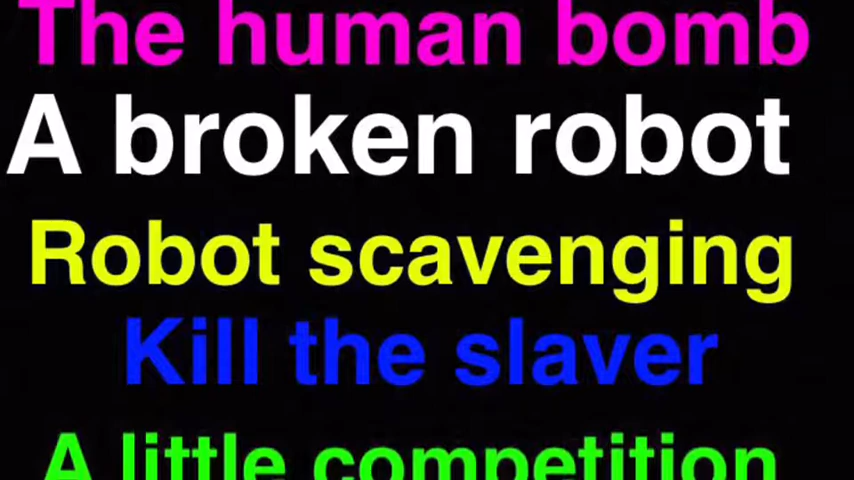 The human bomb
A broken robot
Robot scavenging
Kill the slaver
A little competition